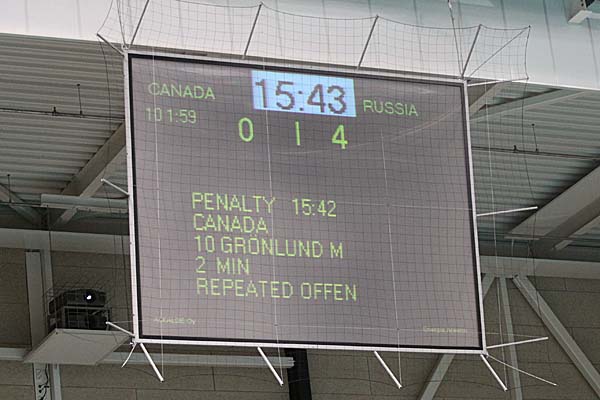 CANADA 15:43 RUSSIA
10 1:59
0 1 4
PENALTY 15:42
CANADA
10 GRÖNLUND M
2 MIN
REPEATED OFFEN